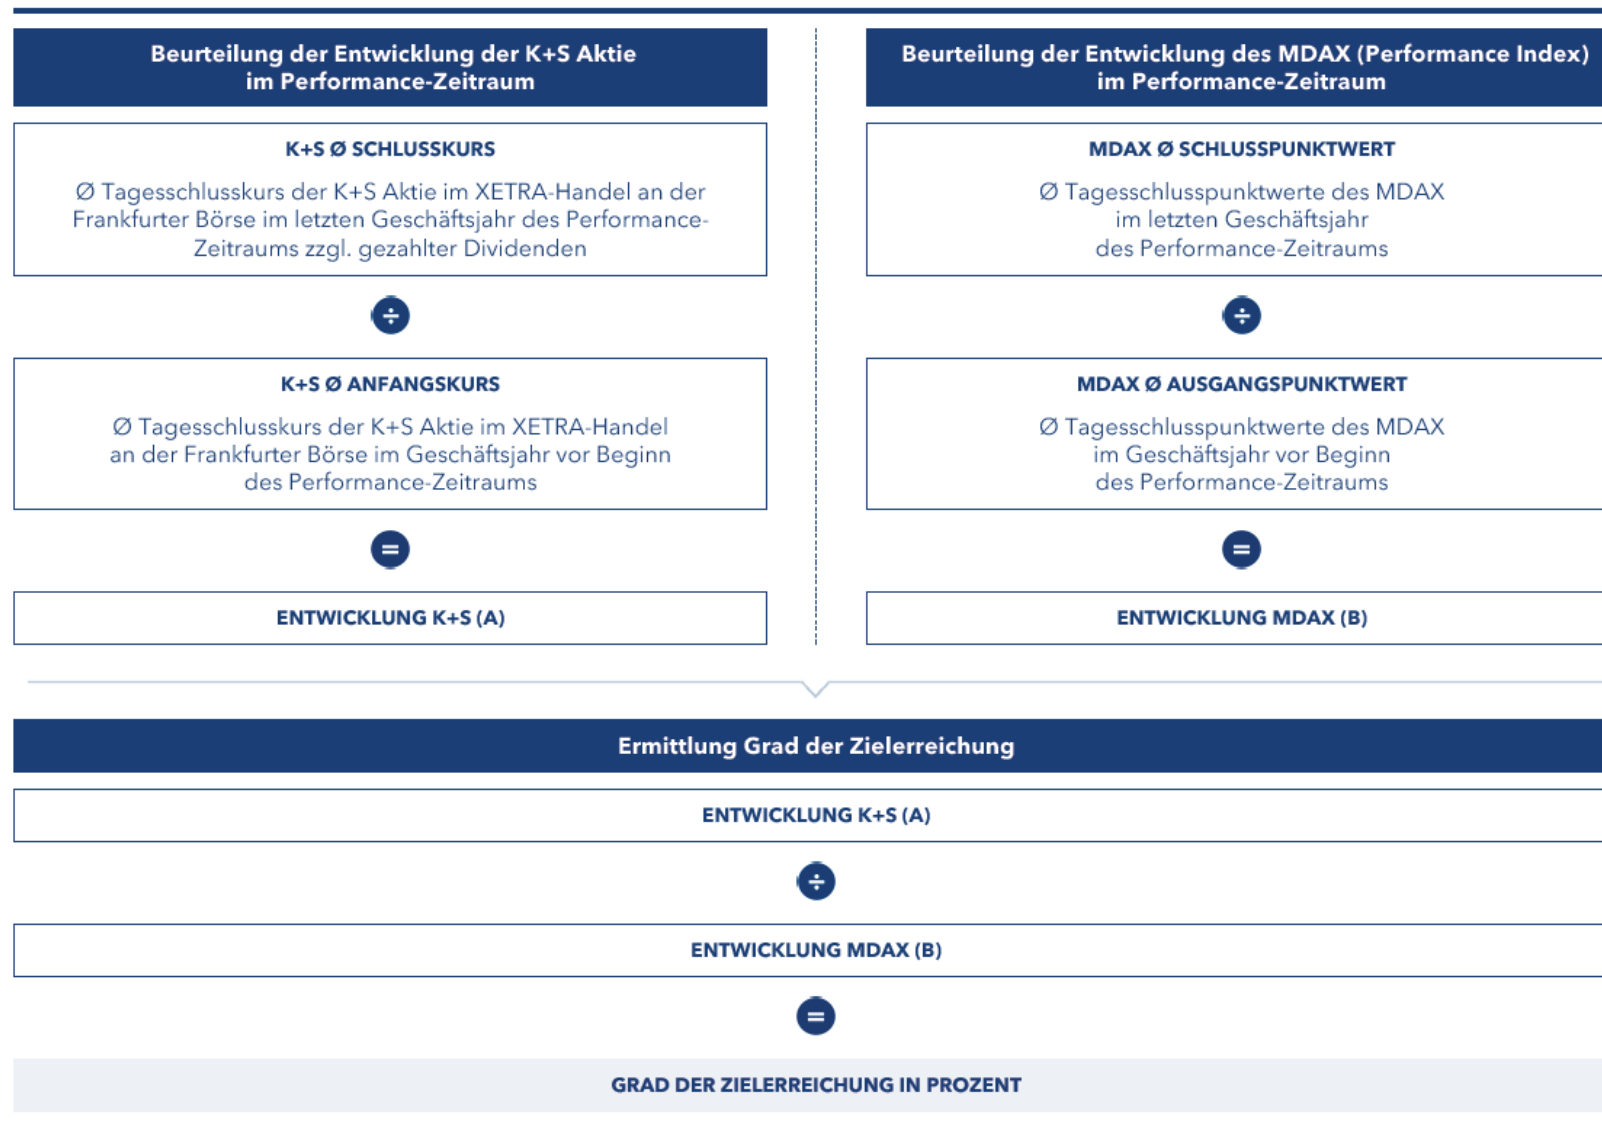 Beurteilung der Entwicklung der K+S Aktie
im Performance-Zeitraum
K+S Ø SCHLUSSKURS
Ø Tagesschlusskurs der K+S Aktie im XETRA-Handel an der
Frankfurter Börse im letzten Geschäftsjahr des Performance-
Zeitraums zzgl. gezahlter Dividenden
÷
K+S Ø ANFANGSKURS
Ø Tagesschlusskurs der K+S Aktie im XETRA-Handel
an der Frankfurter Börse im Geschäftsjahr vor Beginn
des Performance-Zeitraums
=
ENTWICKLUNG K+S (A)
Beurteilung der Entwicklung des MDAX (Performance Index)
im Performance-Zeitraum
MDAX Ø SCHLUSSPUNKTWERT
Ø Tagesschlusspunktwerte des MDAX
im letzten Geschäftsjahr
des Performance-Zeitraums
÷
MDAX Ø AUSGANGSPUNKTWERT
Ø Tagesschlusspunktwerte des MDAX
im Geschäftsjahr vor Beginn
des Performance-Zeitraums
=
ENTWICKLUNG MDAX (B)
Ermittlung Grad der Zielerreichung
ENTWICKLUNG K+S (A)
÷
ENTWICKLUNG MDAX (B)
=
GRAD DER ZIELERREICHUNG IN PROZENT